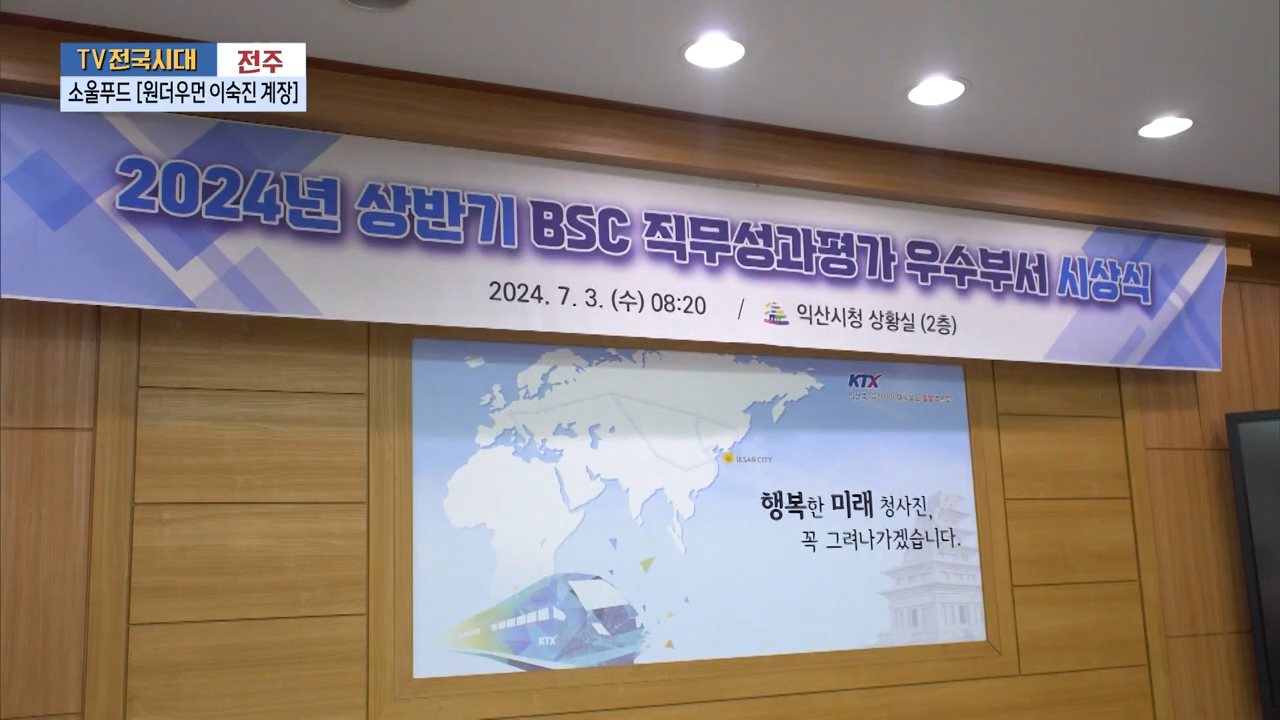 TV전국시대 전주
소울푸드 [원더우먼 이숙진 계장]
2024년 상반기 BSC 직무성과평가 우수부서 시상식
2024. 7. 3. (수) 08:20 / 익산시청 상황실 (2층)
KTX
IKSAN CITY
행복한 미래 청사진,
꼭 그려나가겠습니다.
KTX